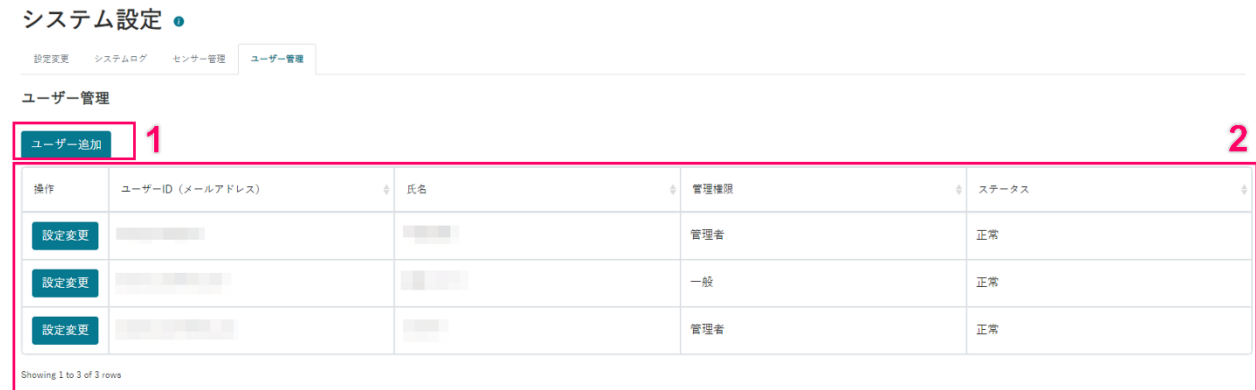 システム設定
設定変更 システムログ センサー管理 ユーザー管理
ユーザー管理
ユーザー追加 1 2
操作 ユーザーID（メールアドレス） 氏名 管理権限 ステータス
設定変更 管理者 正常
設定変更 一般 正常
設定変更 管理者 正常
Showing 1 to 3 of 3 rows